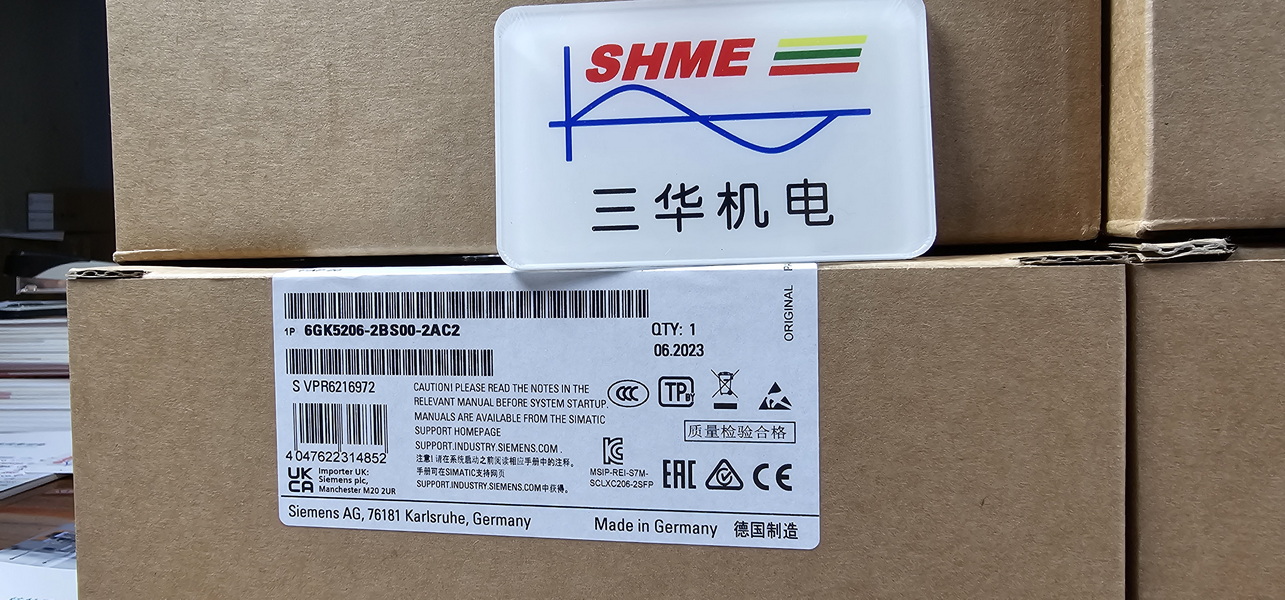 SHME
三华机电
ORIGINAL
1P 6GK5206-2BS00-2AC2
QTY: 1
06.2023
S VPR6216972
CAUTION! PLEASE READ THE NOTES IN THE
RELEVANT MANUAL BEFORE SYSTEM STARTUP.
MANUALS ARE AVAILABLE FROM THE SIMATIC
SUPPORT HOMEPAGE
SUPPORT.INDUSTRY.SIEMENS.COM .
注意! 请在系统启动之前阅读相应手册中的注释。
手册可在SIMATIC支持网页
SUPPORT.INDUSTRY.SIEMENS.COM中获得。
CCC
TP
质量检验合格
4 047622314852
MSIP-REI-S7M-
SCLXC206-2SFP
EAC
CE
UK
CA
Importer UK:
Siemens plc,
Manchester M20 2UR
Siemens AG, 76181 Karlsruhe, Germany
Made in Germany 德国制造